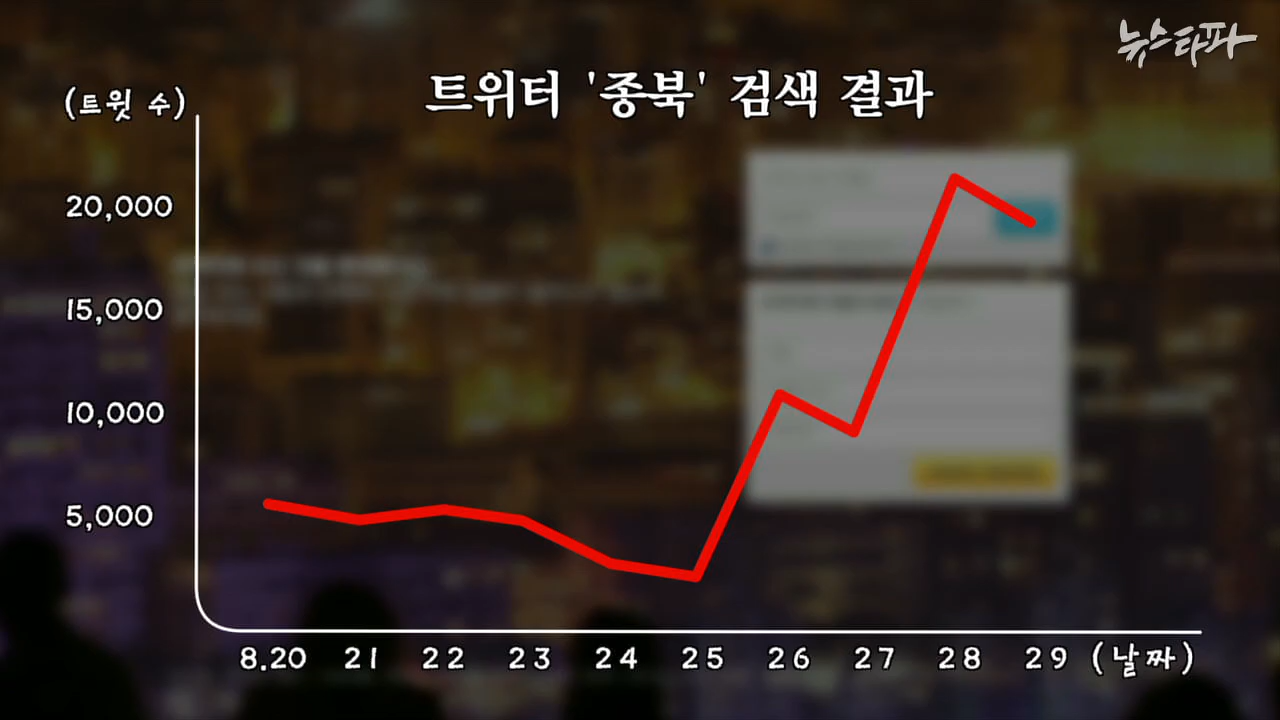 뉴스타파
트위터 '종북' 검색 결과
(트윗 수)
20,000
15,000
10,000
5,000
8.20 21 22 23 24 25 26 27 28 29 (날짜)